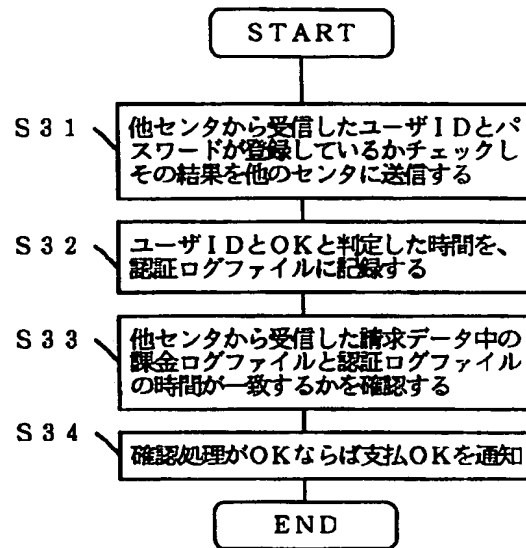 START
S31
他センタから受信したユーザIDとパ
スワードが登録しているかチェックし
その結果を他のセンタに送信する
S32
ユーザIDとOKと判定した時間を、
認証ログファイルに記録する
S33
他センタから受信した請求データ中の
課金ログファイルと認証ログファイル
の時間が一致するかを確認する
S34
確認処理がOKならば支払OKを通知
END